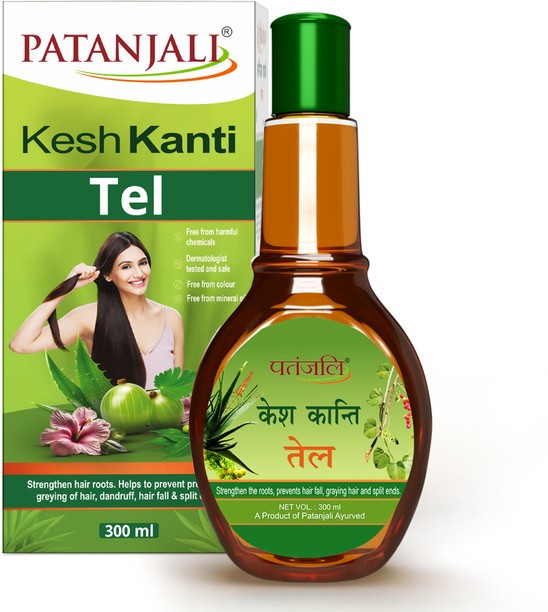 PATANJALI®
Kesh Kanti
Tel
Free from harmful
chemicals
Dermatologist
tested and safe
Free from colour
Free from mineral
Strengthen hair roots. Helps to prevent
greying of hair, dandruff, hair fall & split
300 ml
पतंजलि®
केश कान्ति
तेल
Strengthen the roots, prevents hair fall, graying hair and split ends.
NET VOL. : 300 ml
A Product of Patanjali Ayurved